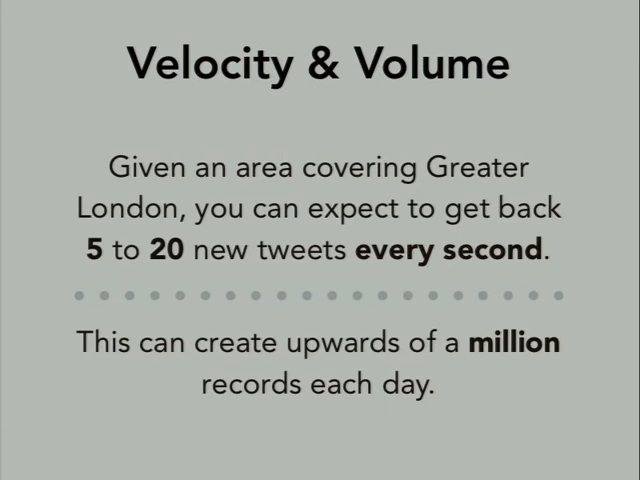 Velocity & Volume
Given an area covering Greater
London, you can expect to get back
5 to 20 new tweets every second.
This can create upwards of a million
records each day.